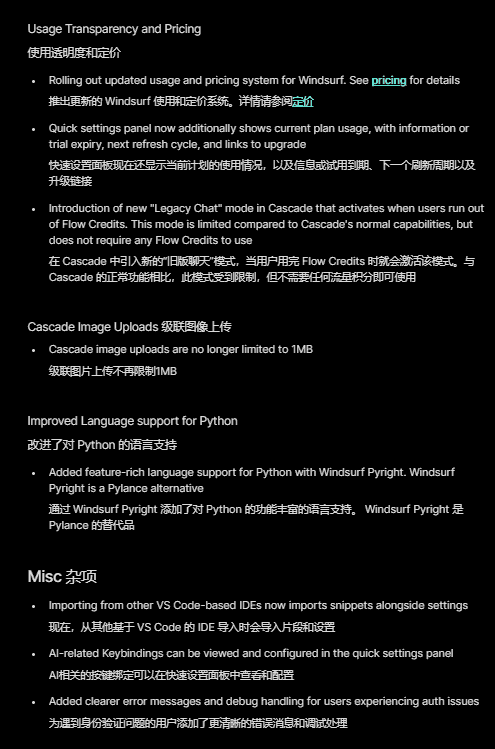 Usage Transparency and Pricing
使用透明度和定价
Rolling out updated usage and pricing system for Windsurf. See pricing for details
推出更新的 Windsurf 使用和定价系统。详情请参阅定价
Quick settings panel now additionally shows current plan usage, with information or
trial expiry, next refresh cycle, and links to upgrade
快速设置面板现在还显示当前计划的使用情况，以及信息或试用到期、下一个刷新周期以及
升级链接
Introduction of new "Legacy Chat" mode in Cascade that activates when users run out
of Flow Credits. This mode is limited compared to Cascade's normal capabilities, but
does not require any Flow Credits to use
在 Cascade 中引入新的“旧版聊天”模式，当用户用完 Flow Credits 时就会激活该模式。与
Cascade 的正常功能相比，此模式受到限制，但不需要任何流星积分即可使用
Cascade Image Uploads 级联图像上传
Cascade image uploads are no longer limited to 1MB
级联图片上传不再限制1MB
Improved Language support for Python
改进了对 Python 的语言支持
Added feature-rich language support for Python with Windsurf Pyright. Windsurf
Pyright is a Pylance alternative
通过 Windsurf Pyright 添加了对 Python 的功能丰富的语言支持。 Windsurf Pyright 是
Pylance 的替代品
Misc 杂项
Importing from other VS Code-based IDEs now imports snippets alongside settings
现在，从其他基于 VS Code 的 IDE 导入时会导入片段和设置
AI-related Keybindings can be viewed and configured in the quick settings panel
AI相关的按键绑定可以在快速设置面板中查看和配置
Added clearer error messages and debug handling for users experiencing auth issues
为遇到身份验证问题的用户添加了更清晰的错误消息和调试处理